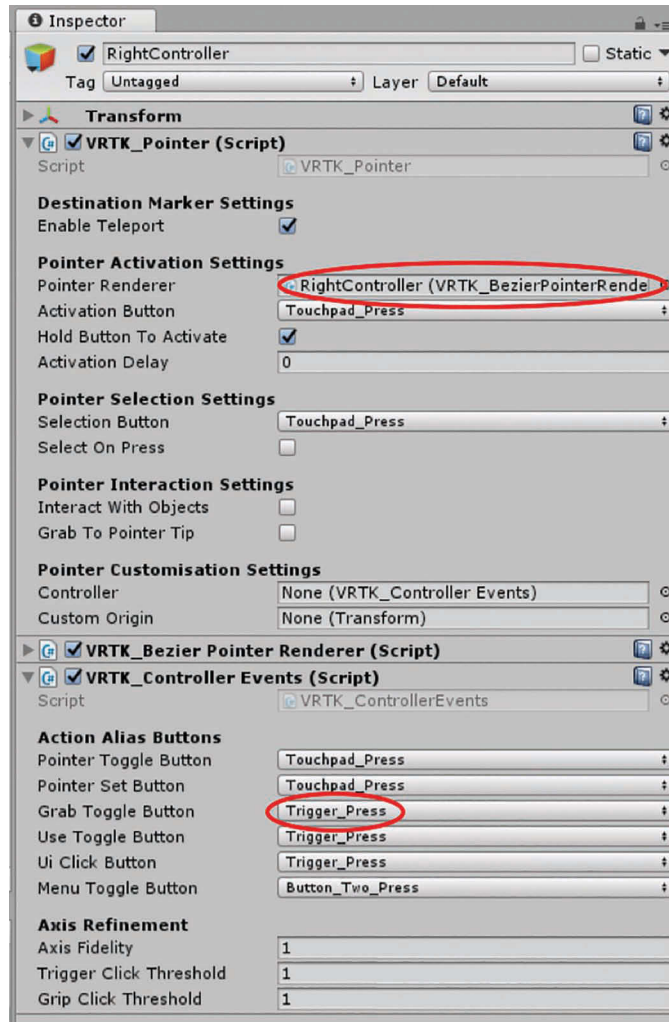 Inspector
RightController Static
Tag Untagged Layer Default
Transform
VRTK_Pointer (Script)
Script VRTK_Pointer
Destination Marker Settings
Enable Teleport
Pointer Activation Settings
Pointer Renderer RightController (VRTK_BezierPointerRende
Activation Button Touchpad_Press
Hold Button To Activate
Activation Delay 0
Pointer Selection Settings
Selection Button Touchpad_Press
Select On Press
Pointer Interaction Settings
Interact With Objects
Grab To Pointer Tip
Pointer Customisation Settings
Controller None (VRTK_Controller Events)
Custom Origin None (Transform)
VRTK_Bezier Pointer Renderer (Script)
VRTK_Controller Events (Script)
Script VRTK_ControllerEvents
Action Alias Buttons
Pointer Toggle Button Touchpad_Press
Pointer Set Button Touchpad_Press
Grab Toggle Button Trigger_Press
Use Toggle Button Trigger_Press
Ui Click Button Trigger_Press
Menu Toggle Button Button_Two_Press
Axis Refinement
Axis Fidelity 1
Trigger Click Threshold 1
Grip Click Threshold 1